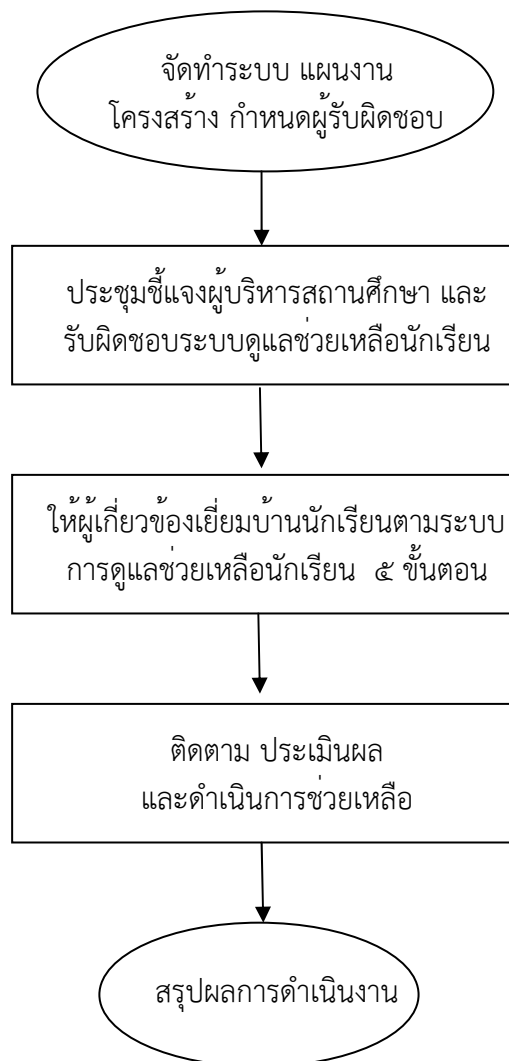 จัดทำระบบ แผนงาน
โครงสร้าง กำหนดผู้รับผิดชอบ
ประชุมชี้แจงผู้บริหารสถานศึกษา และ
รับผิดชอบระบบดูแลช่วยเหลือนักเรียน
ให้ผู้เกี่ยวข้องเยี่ยมบ้านนักเรียนตามระบบ
การดูแลช่วยเหลือนักเรียน ๕ ขั้นตอน
ติดตาม ประเมินผล
และดำเนินการช่วยเหลือ
สรุปผลการดำเนินงาน